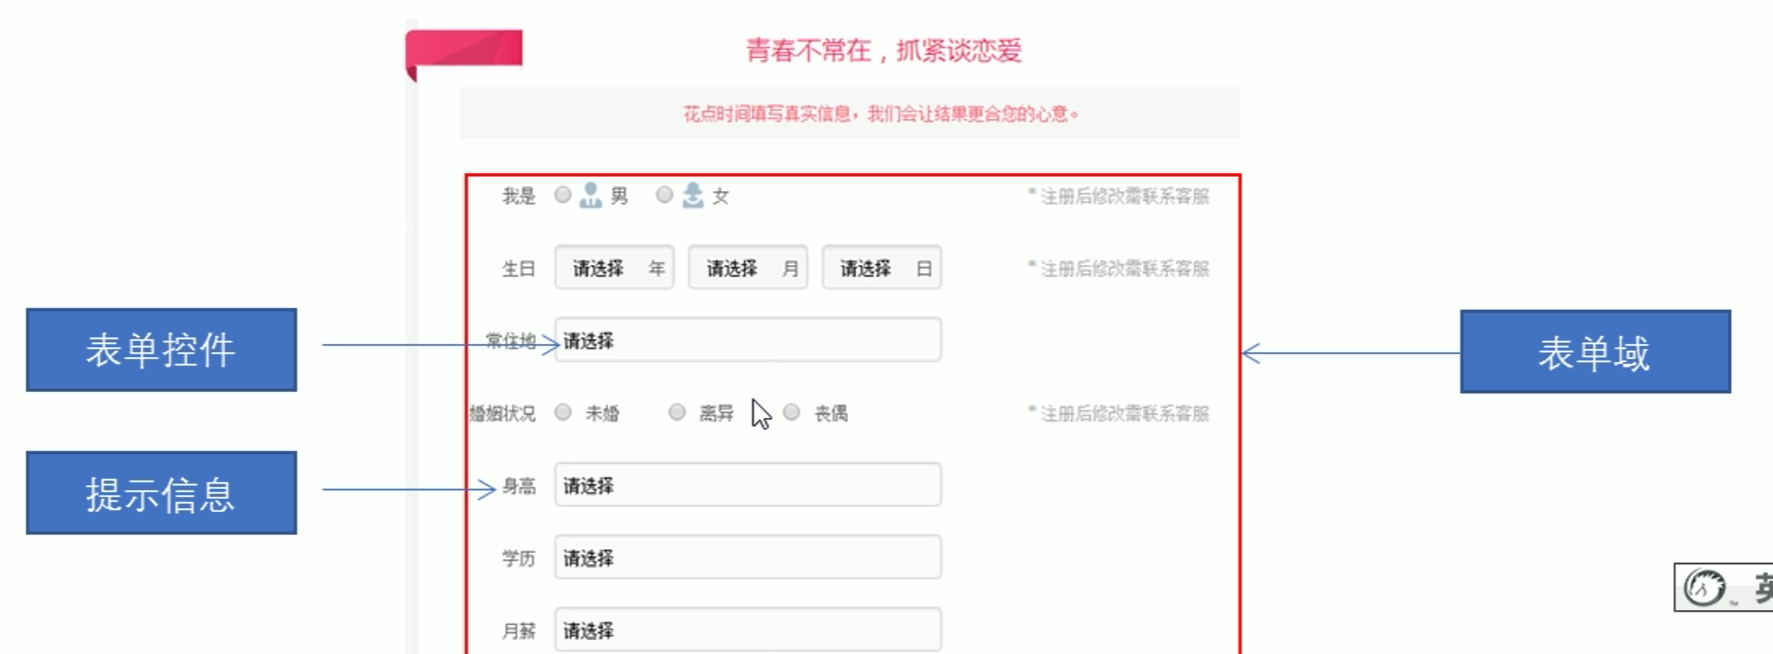 青春不常在，抓紧谈恋爱
花点时间填写真实信息，我们会让结果更合您的心意。
我是 男 女 * 注册后修改需联系客服
生日 请选择 年 请选择 月 请选择 日 * 注册后修改需联系客服
表单控件
常住地 请选择
表单域
婚姻状况 未婚 离异 丧偶 * 注册后修改需联系客服
提示信息
身高 请选择
学历 请选择
英
月薪 请选择